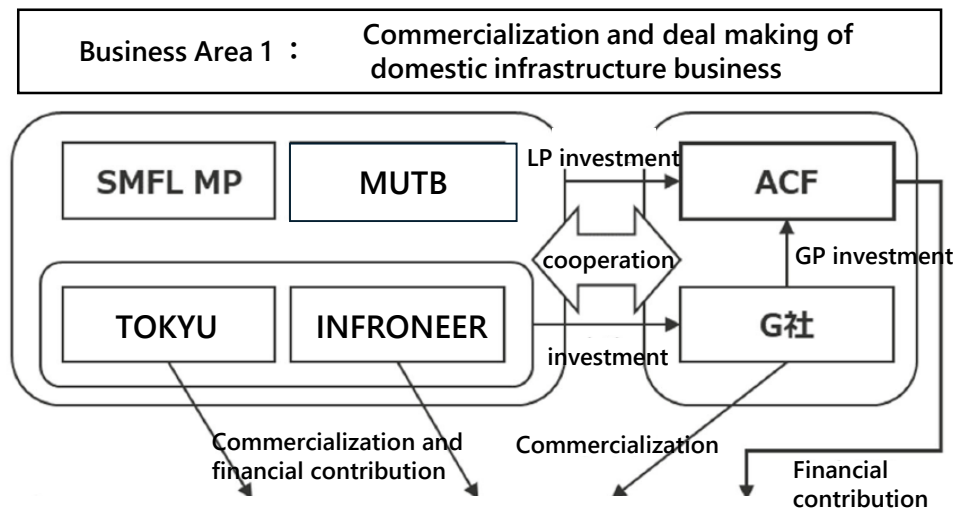 Business Area 1 ： Commercialization and deal making of
domestic infrastructure business
SMFL MP
MUTB
LP investment
ACF
cooperation
GP investment
TOKYU
INFRONEER
investment
G社
Commercialization and
financial contribution
Commercialization
Financial
contribution